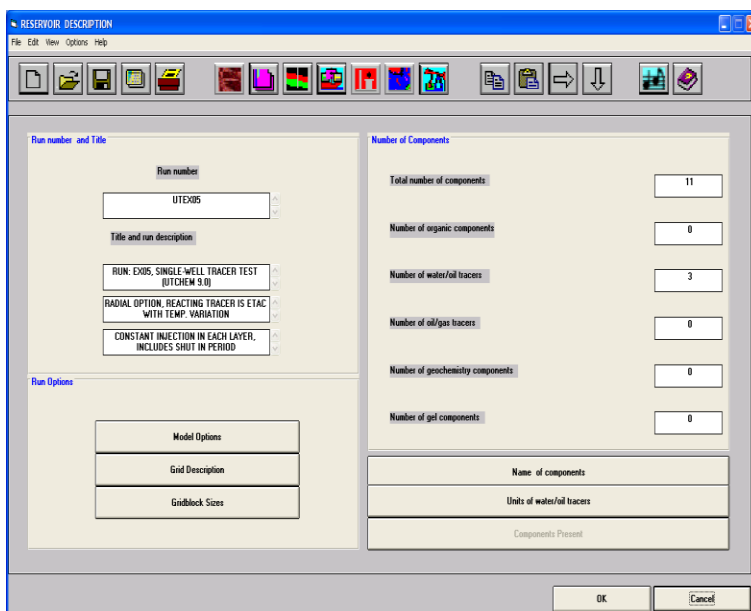 RESERVOIR DESCRIPTION
File Edit View Options Help
Run number and Title
Run number
UTEX05
Title and run description
RUN: EX05, SINGLE-WELL TRACER TEST
(UTCHEM 9.0)
RADIAL OPTION, REACTING TRACER IS ETAC
WITH TEMP. VARIATION
CONSTANT INJECTION IN EACH LAYER,
INCLUDES SHUT IN PERIOD
Run Options
Model Options
Grid Description
Gridblock Sizes
Number of Components
Total number of components 11
Number of organic components 0
Number of water/oil tracers 3
Number of oil/gas tracers 0
Number of geochemistry components 0
Number of gel components 0
Name of components
Units of water/oil tracers
Components Present
OK Cancel